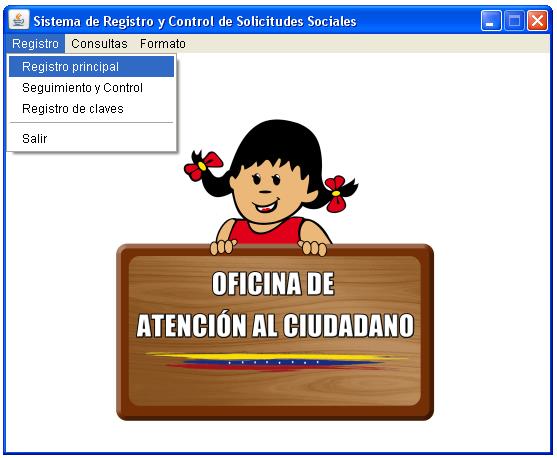 Sistema de Registro y Control de Solicitudes Sociales
Registro Consultas Formato
Registro principal
Seguimiento y Control
Registro de claves
Salir
OFICINA DE
ATENCIÓN AL CIUDADANO